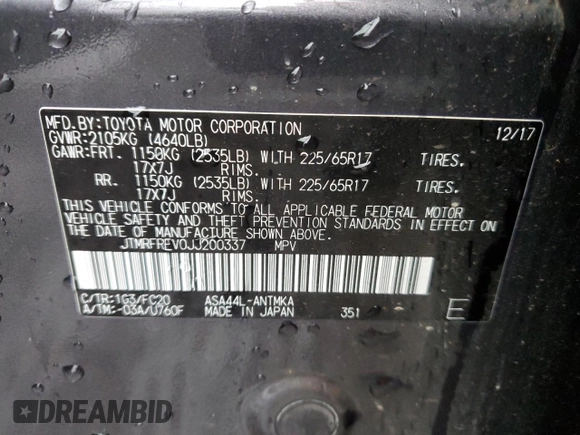 MFD.BY:TOYOTA MOTOR CORPORATION 12/17
GVWR:2105KG (4640LB)
GAWR:FRT. 1150KG (2535LB) WITH 225/65R17 TIRES.
17X7J RIMS.
RR. 1150KG (2535LB) WITH 225/65R17 TIRES.
17X7J RIMS.
THIS VEHICLE CONFORMS TO ALL APPLICABLE FEDERAL MOTOR
VEHICLE SAFETY AND THEFT PREVENTION STANDARDS IN EFFECT ON
THE DATE OF MANUFACTURE SHOWN ABOVE.
JTMRFREV0JJ200337 MPV
C/TR:1G3/FC20 ASA44L-ANTMKA
A/TM:-03A/U760F MADE IN JAPAN 351 E
DREAMBID